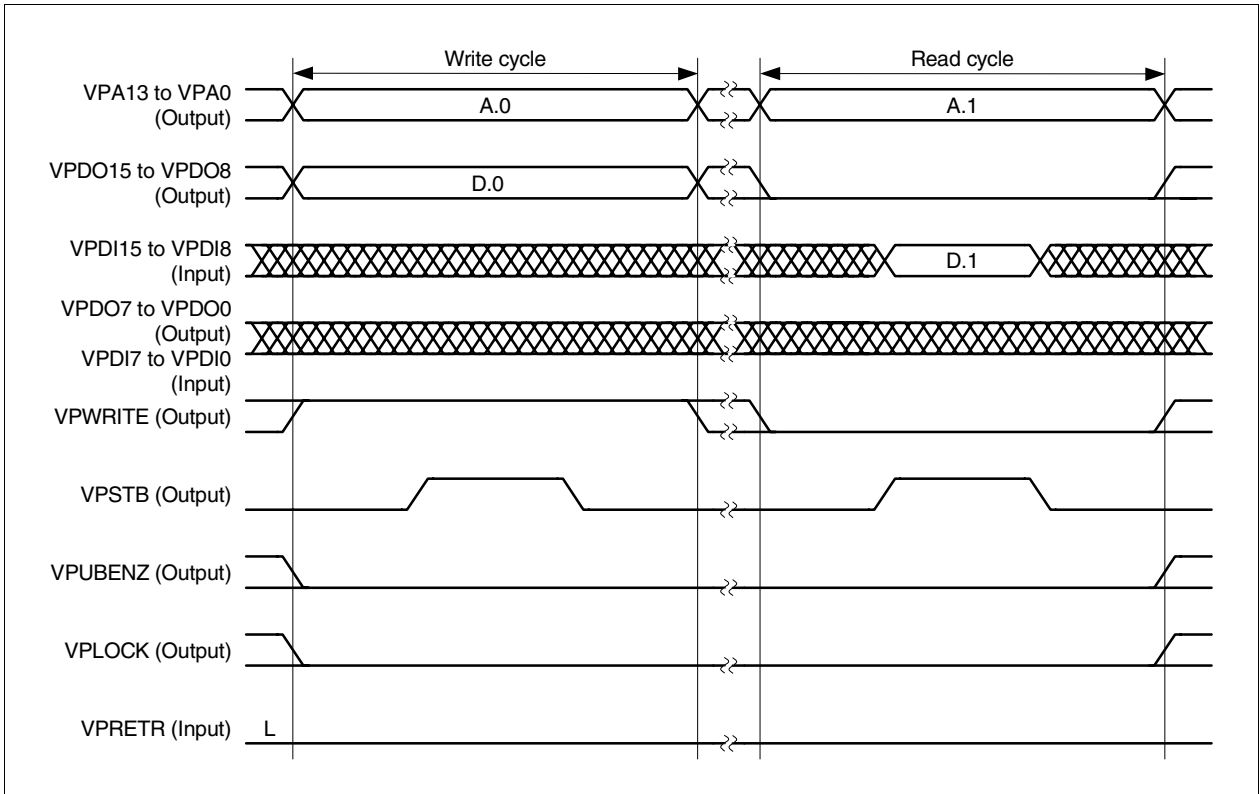 Write cycle
Read cycle
VPA13 to VPA0
(Output)
A.0
A.1
VPDO15 to VPDO8
(Output)
D.0
VPDI15 to VPDI8
(Input)
D.1
VPDO7 to VPDO0
(Output)
VPDI7 to VPDI0
(Input)
VPWRITE (Output)
VPSTB (Output)
VPUBENZ (Output)
VPLOCK (Output)
VPRETR (Input)
L